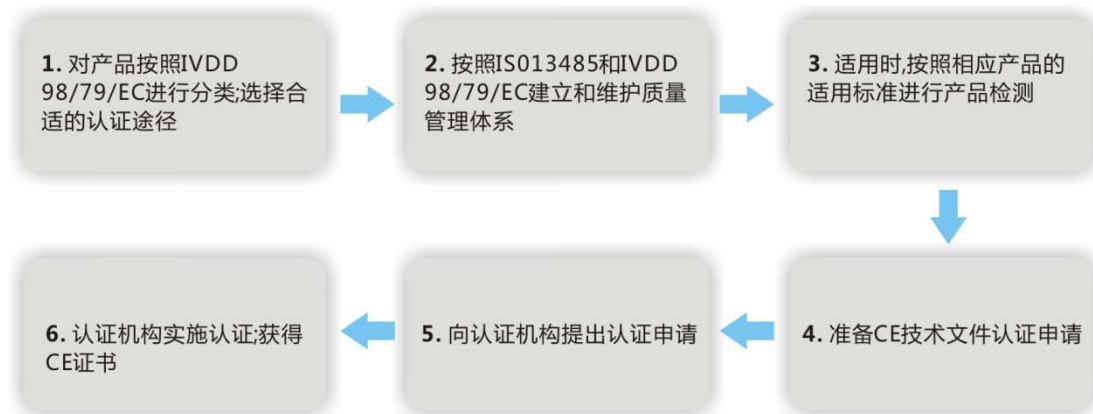 1. 对产品按照IVDD
98/79/EC进行分类;选择合
适的认证途径
2. 按照IS013485和IVDD
98/79/EC建立和维护质量
管理体系
3. 适用时,按照相应产品的
适用标准进行产品检测
4. 准备CE技术文件认证申请
5. 向认证机构提出认证申请
6. 认证机构实施认证;获得
CE证书